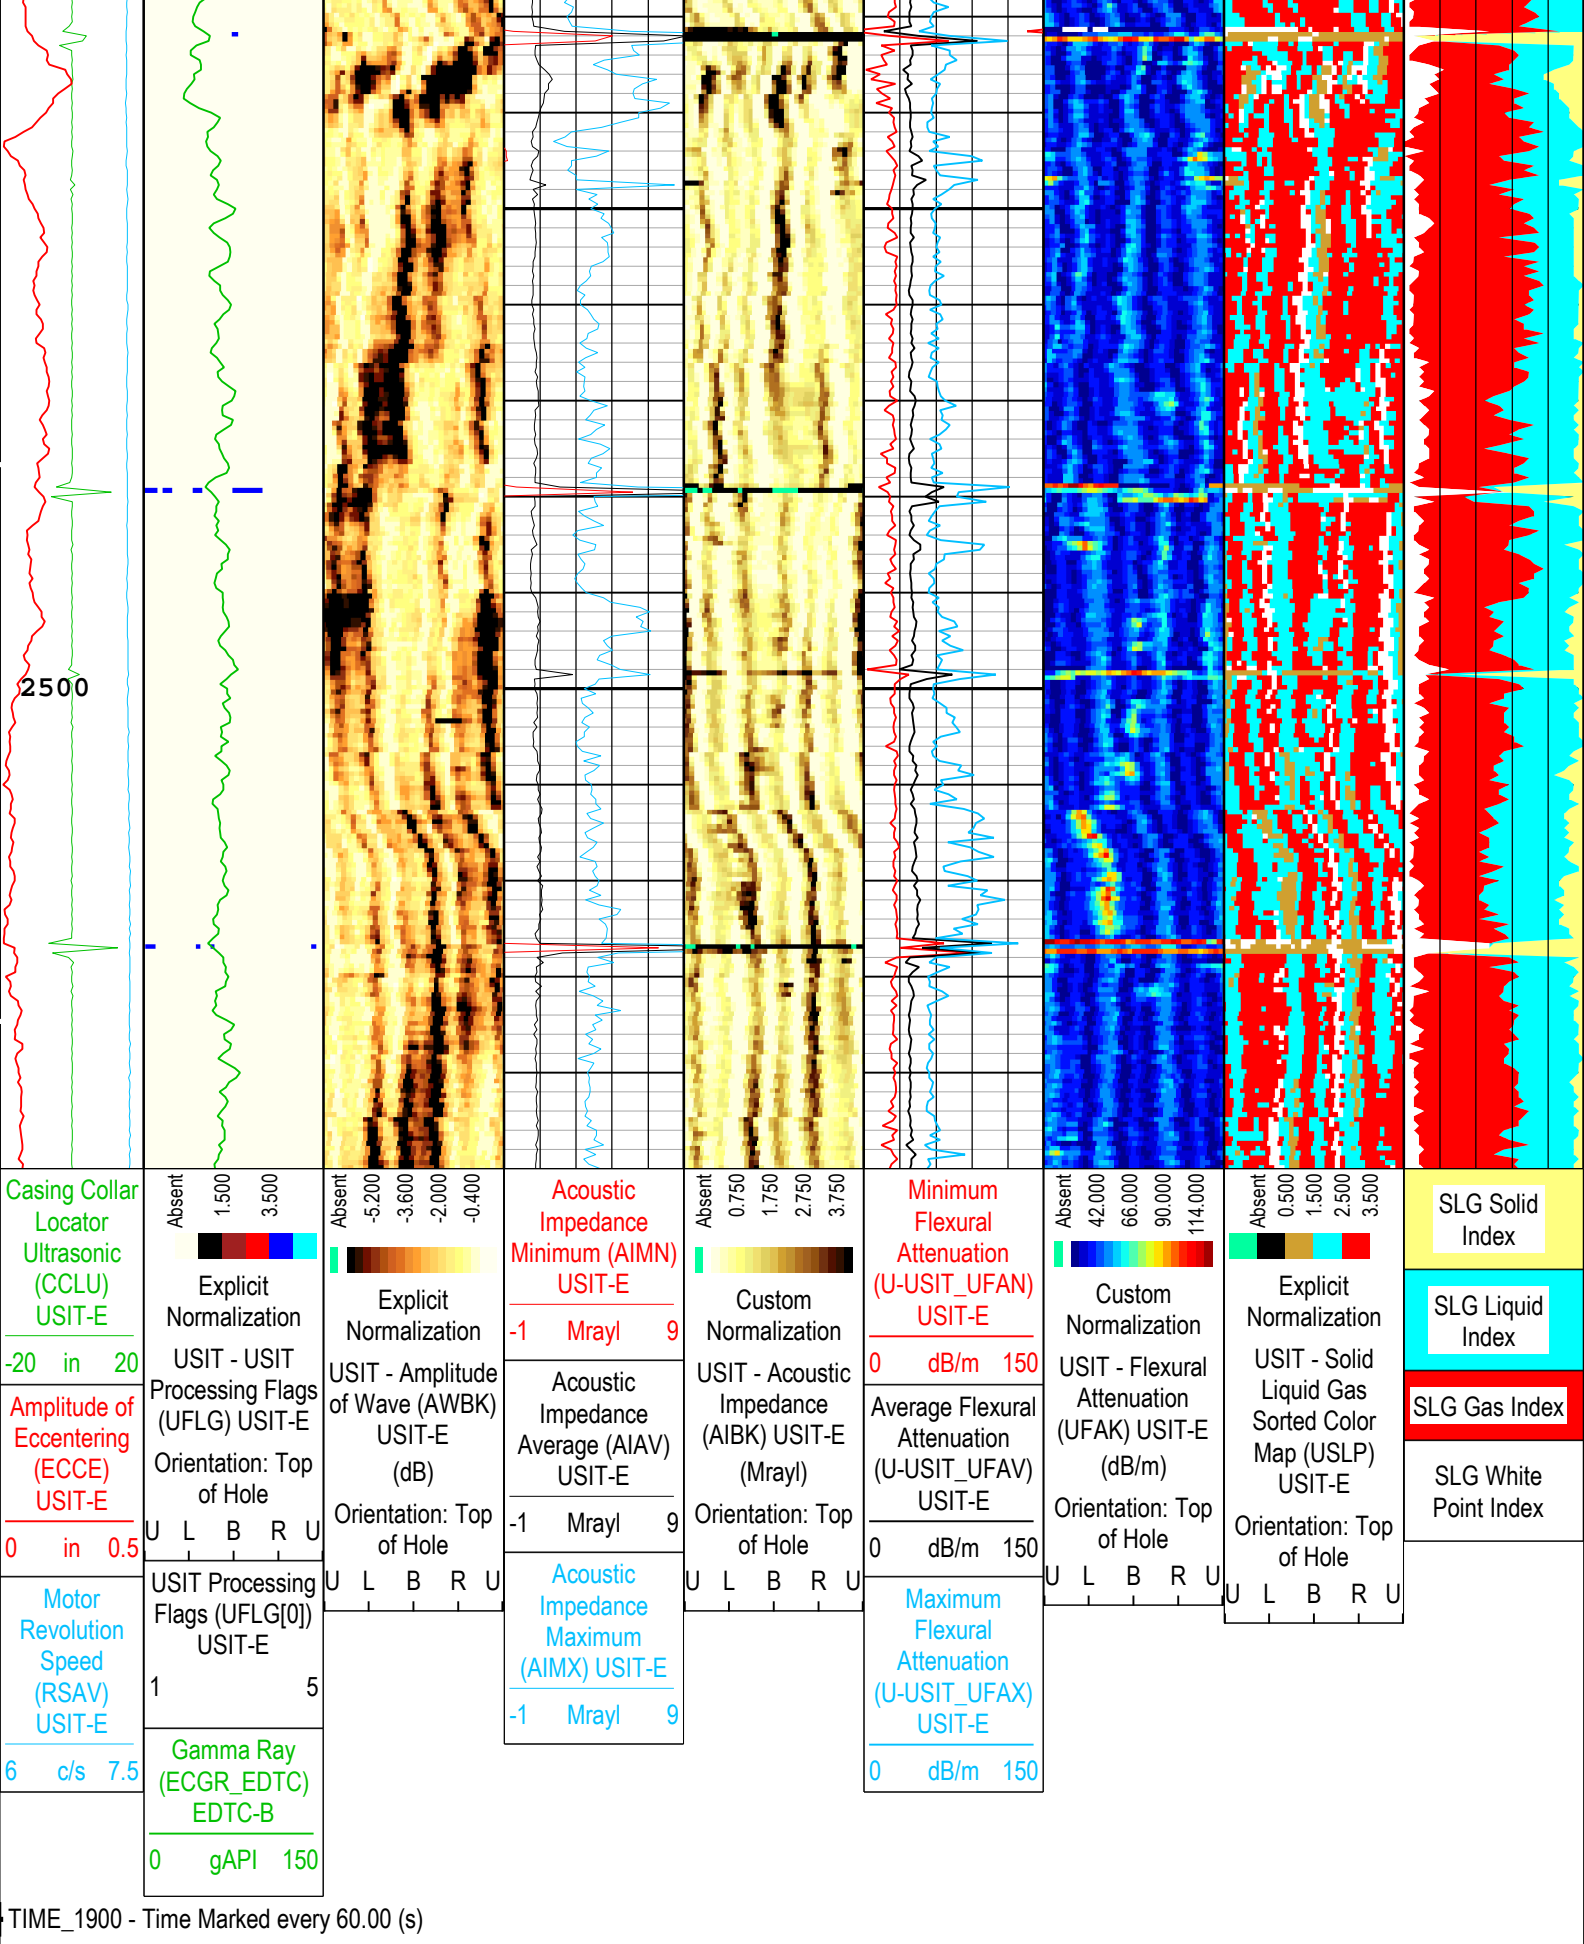 2500
Casing Collar
Locator
Ultrasonic
(CCLU)
USIT-E
-20 in 20
Amplitude of
Eccentering
(ECCE)
USIT-E
0 in 0.5
Motor
Revolution
Speed
(RSAV)
USIT-E
6 c/s 7.5
Absent 1.500 3.500
Explicit
Normalization
USIT - USIT
Processing Flags
(UFLG) USIT-E
Orientation: Top
of Hole
U L B R U
USIT Processing
Flags (UFLG[0])
USIT-E
1 5
Gamma Ray
(ECGR_EDTC)
EDTC-B
0 gAPI 150
Absent -5.200 -3.600 -2.000 -0.400
Explicit
Normalization
USIT - Amplitude
of Wave (AWBK)
USIT-E
(dB)
Orientation: Top
of Hole
U L B R U
Acoustic
Impedance
Minimum (AIMN)
USIT-E
-1 Mrayl 9
Acoustic
Impedance
Average (AIAV)
USIT-E
-1 Mrayl 9
Acoustic
Impedance
Maximum
(AIMX) USIT-E
-1 Mrayl 9
Absent 0.750 1.750 2.750 3.750
Custom
Normalization
USIT - Acoustic
Impedance
(AIBK) USIT-E
(Mrayl)
Orientation: Top
of Hole
U L B R U
Minimum
Flexural
Attenuation
(U-USIT_UFAN)
USIT-E
0 dB/m 150
Average Flexural
Attenuation
(U-USIT_UFAV)
USIT-E
0 dB/m 150
Maximum
Flexural
Attenuation
(U-USIT_UFAX)
USIT-E
0 dB/m 150
Absent 42.000 66.000 90.000 114.000
Custom
Normalization
USIT - Flexural
Attenuation
(UFAK) USIT-E
(dB/m)
Orientation: Top
of Hole
U L B R U
Absent 0.500 1.500 2.500 3.500
Explicit
Normalization
USIT - Solid
Liquid Gas
Sorted Color
Map (USLP)
USIT-E
Orientation: Top
of Hole
U L B R U
SLG Solid
Index
SLG Liquid
Index
SLG Gas Index
SLG White
Point Index
TIME_1900 - Time Marked every 60.00 (s)